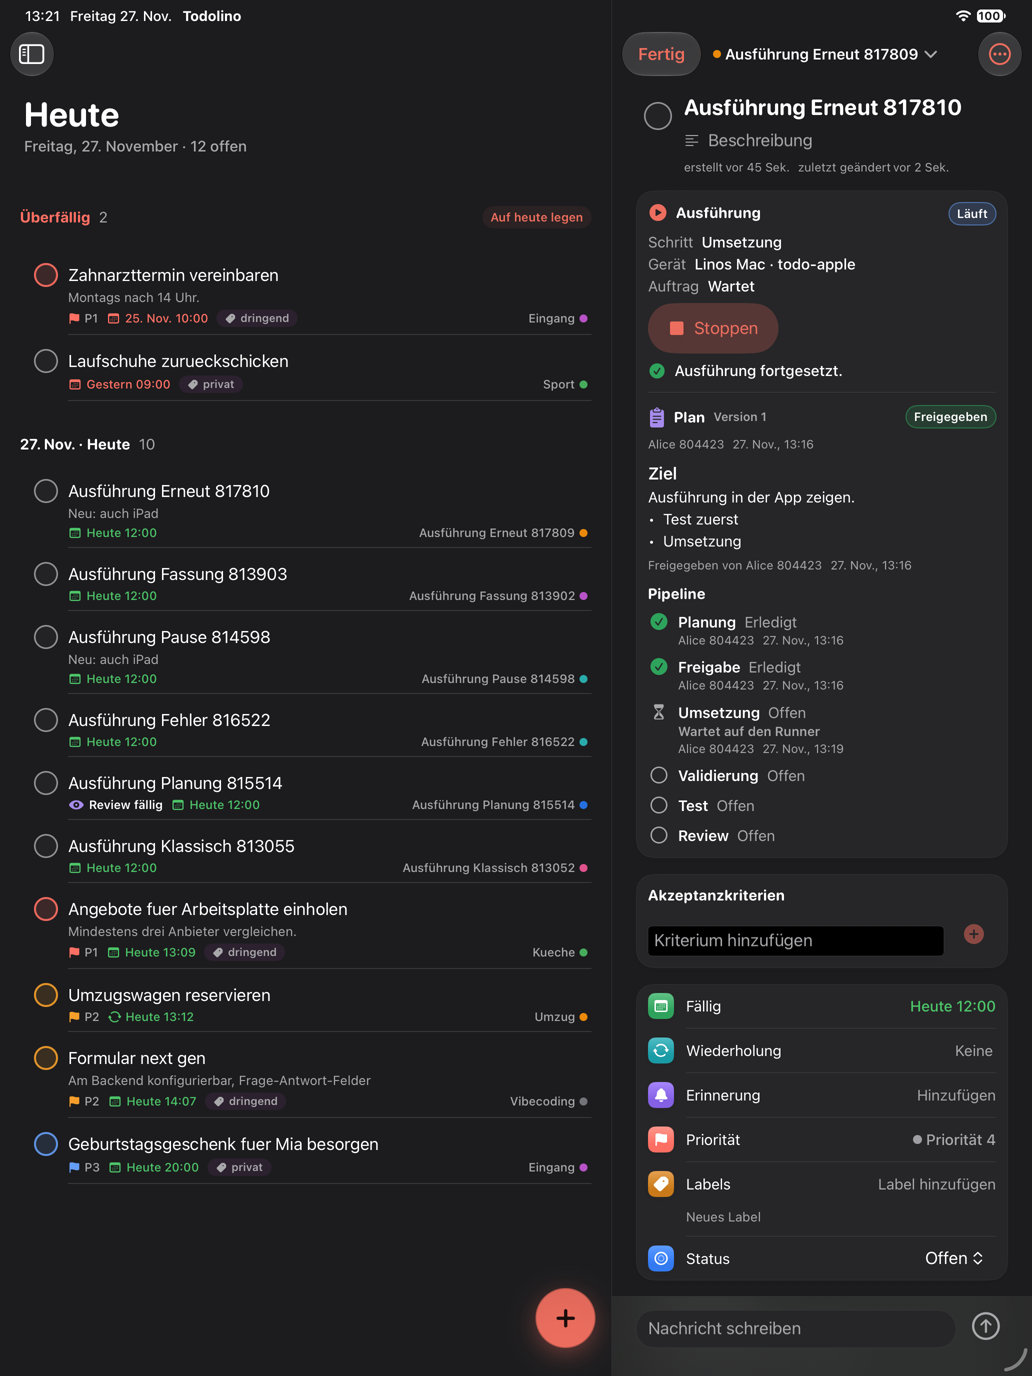 13:21 Freitag 27. Nov. Todolino
100
Heute
Freitag, 27. November · 12 offen
Überfällig 2
Auf heute legen
Zahnarzttermin vereinbaren
Montags nach 14 Uhr.
P1 25. Nov. 10:00 dringend
Eingang
Laufschuhe zurueckschicken
Gestern 09:00 privat
Sport
27. Nov. · Heute 10
Ausführung Erneut 817810
Neu: auch iPad
Heute 12:00
Ausführung Erneut 817809
Ausführung Fassung 813903
Heute 12:00
Ausführung Fassung 813902
Ausführung Pause 814598
Neu: auch iPad
Heute 12:00
Ausführung Pause 814598
Ausführung Fehler 816522
Heute 12:00
Ausführung Fehler 816522
Ausführung Planung 815514
Review fällig Heute 12:00
Ausführung Planung 815514
Ausführung Klassisch 813055
Heute 12:00
Ausführung Klassisch 813052
Angebote fuer Arbeitsplatte einholen
Mindestens drei Anbieter vergleichen.
P1 Heute 13:09 dringend
Kueche
Umzugswagen reservieren
P2 Heute 13:12
Umzug
Formular next gen
Am Backend konfigurierbar, Frage-Antwort-Felder
P2 Heute 14:07 dringend
Vibecoding
Geburtstagsgeschenk fuer Mia besorgen
P3 Heute 20:00 privat
Eingang
Fertig
Ausführung Erneut 817809
Ausführung Erneut 817810
Beschreibung
erstellt vor 45 Sek. zuletzt geändert vor 2 Sek.
Ausführung
Läuft
Schritt Umsetzung
Gerät Linos Mac · todo-apple
Auftrag Wartet
Stoppen
Ausführung fortgesetzt.
Plan Version 1
Freigegeben
Alice 804423 27. Nov., 13:16
Ziel
Ausführung in der App zeigen.
• Test zuerst
• Umsetzung
Freigegeben von Alice 804423 27. Nov., 13:16
Pipeline
Planung Erledigt
Alice 804423 27. Nov., 13:16
Freigabe Erledigt
Alice 804423 27. Nov., 13:16
Umsetzung Offen
Wartet auf den Runner
Alice 804423 27. Nov., 13:19
Validierung Offen
Test Offen
Review Offen
Akzeptanzkriterien
Kriterium hinzufügen
Fällig
Heute 12:00
Wiederholung
Keine
Erinnerung
Hinzufügen
Priorität
Priorität 4
Labels
Label hinzufügen
Neues Label
Status
Offen
Nachricht schreiben